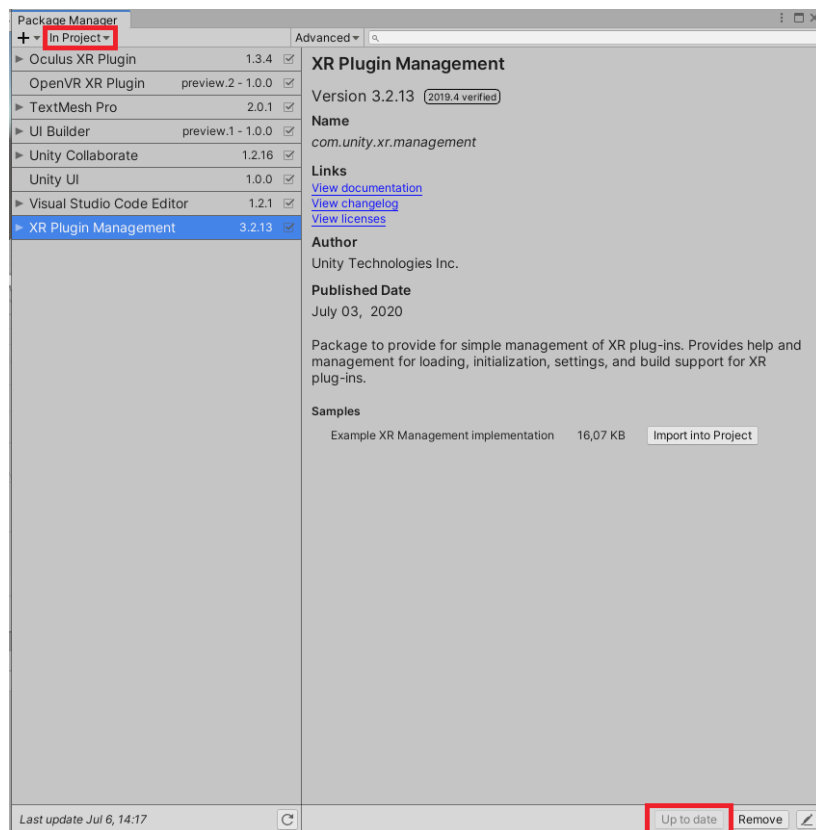 Package Manager
In Project
Advanced
Oculus XR Plugin 1.3.4
OpenVR XR Plugin preview.2 - 1.0.0
TextMesh Pro 2.0.1
UI Builder preview.1 - 1.0.0
Unity Collaborate 1.2.16
Unity UI 1.0.0
Visual Studio Code Editor 1.2.1
XR Plugin Management 3.2.13
XR Plugin Management
Version 3.2.13 2019.4 verified
Name
com.unity.xr.management
Links
View documentation
View changelog
View licenses
Author
Unity Technologies Inc.
Published Date
July 03, 2020
Package to provide for simple management of XR plug-ins. Provides help and
management for loading, initialization, settings, and build support for XR
plug-ins.
Samples
Example XR Management implementation 16,07 KB Import into Project
Last update Jul 6, 14:17
Up to date Remove